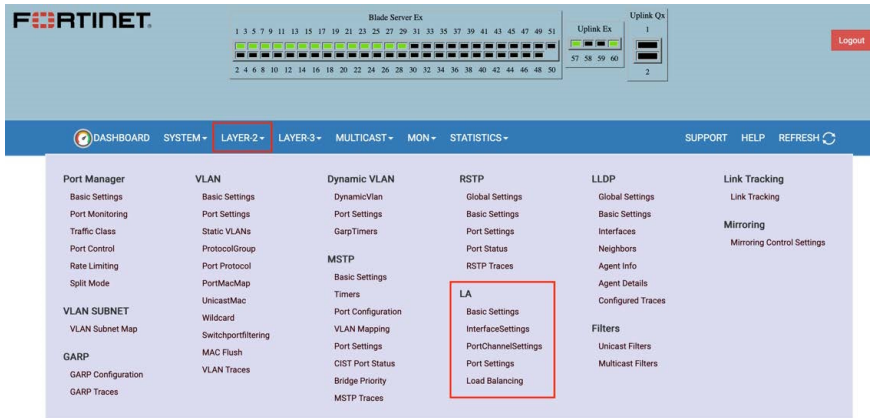 FORTINET
Blade Server Ex
1 3 5 7 9 11 13 15 17 19 21 23 25 27 29 31 33 35 37 39 41 43 45 47 49 51
2 4 6 8 10 12 14 16 18 20 22 24 26 28 30 32 34 36 38 40 42 44 46 48 50
Uplink Ex
57 58 59 60
Uplink Qx
1
2
Logout
DASHBOARD SYSTEM LAYER-2 LAYER-3 MULTICAST MON STATISTICS SUPPORT HELP REFRESH
Port Manager
Basic Settings
Port Monitoring
Traffic Class
Port Control
Rate Limiting
Split Mode
VLAN SUBNET
VLAN Subnet Map
GARP
GARP Configuration
GARP Traces
VLAN
Basic Settings
Port Settings
Static VLANs
ProtocolGroup
Port Protocol
PortMacMap
UnicastMac
Wildcard
Switchportfiltering
MAC Flush
VLAN Traces
Dynamic VLAN
DynamicVlan
Port Settings
GarpTimers
MSTP
Basic Settings
Timers
Port Configuration
VLAN Mapping
Port Settings
CIST Port Status
Bridge Priority
MSTP Traces
RSTP
Global Settings
Basic Settings
Port Settings
Port Status
RSTP Traces
LA
Basic Settings
InterfaceSettings
PortChannelSettings
Port Settings
Load Balancing
LLDP
Global Settings
Basic Settings
Interfaces
Neighbors
Agent Info
Agent Details
Configured Traces
Filters
Unicast Filters
Multicast Filters
Link Tracking
Link Tracking
Mirroring
Mirroring Control Settings